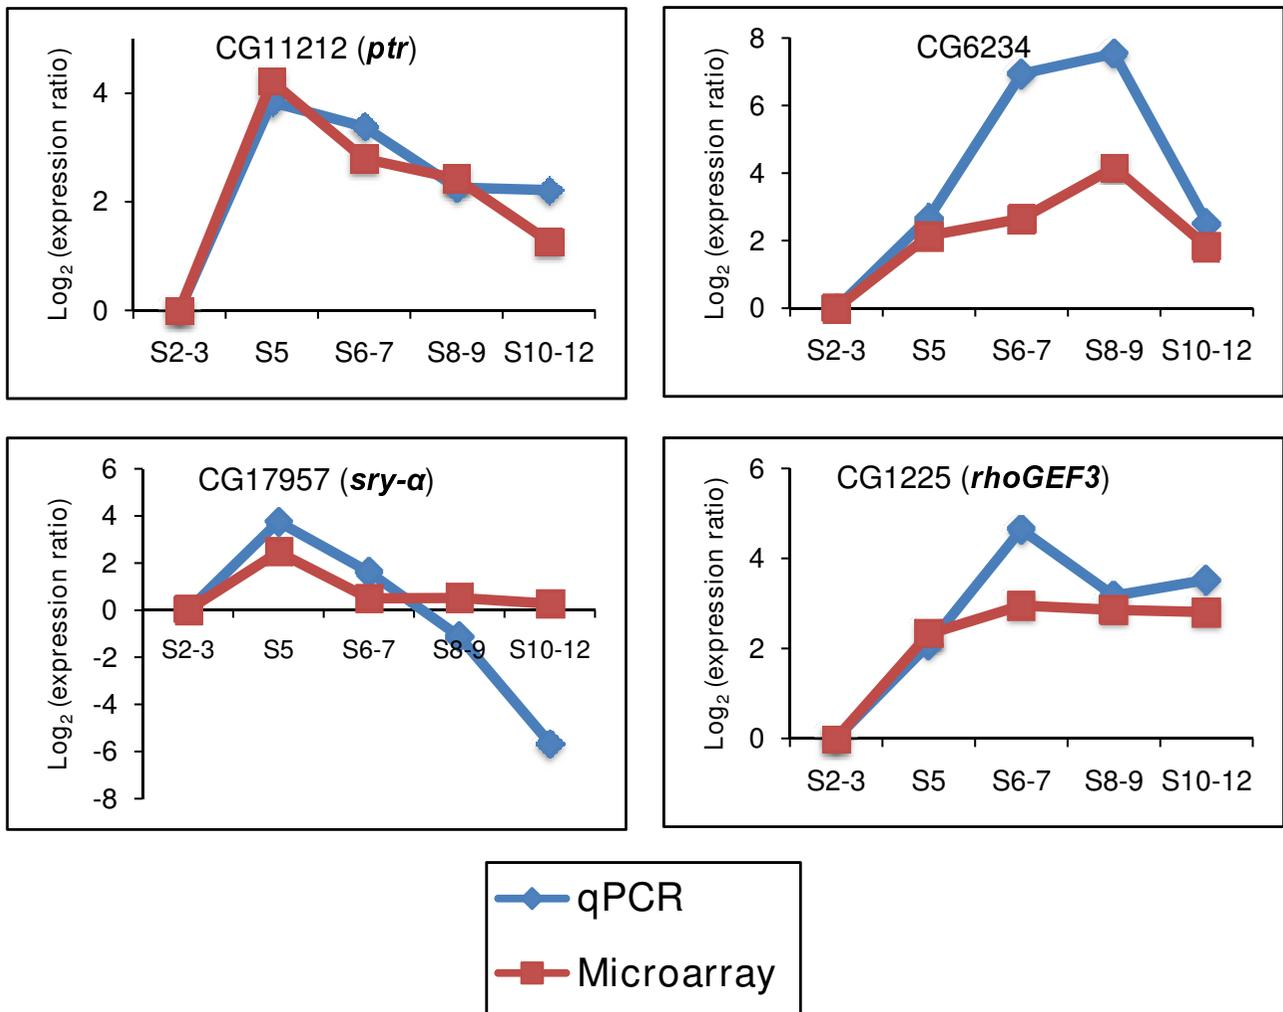 CG11212 (ptr)
Log2 (expression ratio)
4
2
0
S2-3 S5 S6-7 S8-9 S10-12
CG6234
Log2 (expression ratio)
8
6
4
2
0
S2-3 S5 S6-7 S8-9 S10-12
CG17957 (sry-α)
Log2 (expression ratio)
6
4
2
0
-2
-4
-6
-8
S2-3 S5 S6-7 S8-9 S10-12
CG1225 (rhoGEF3)
Log2 (expression ratio)
6
4
2
0
S2-3 S5 S6-7 S8-9 S10-12
qPCR
Microarray